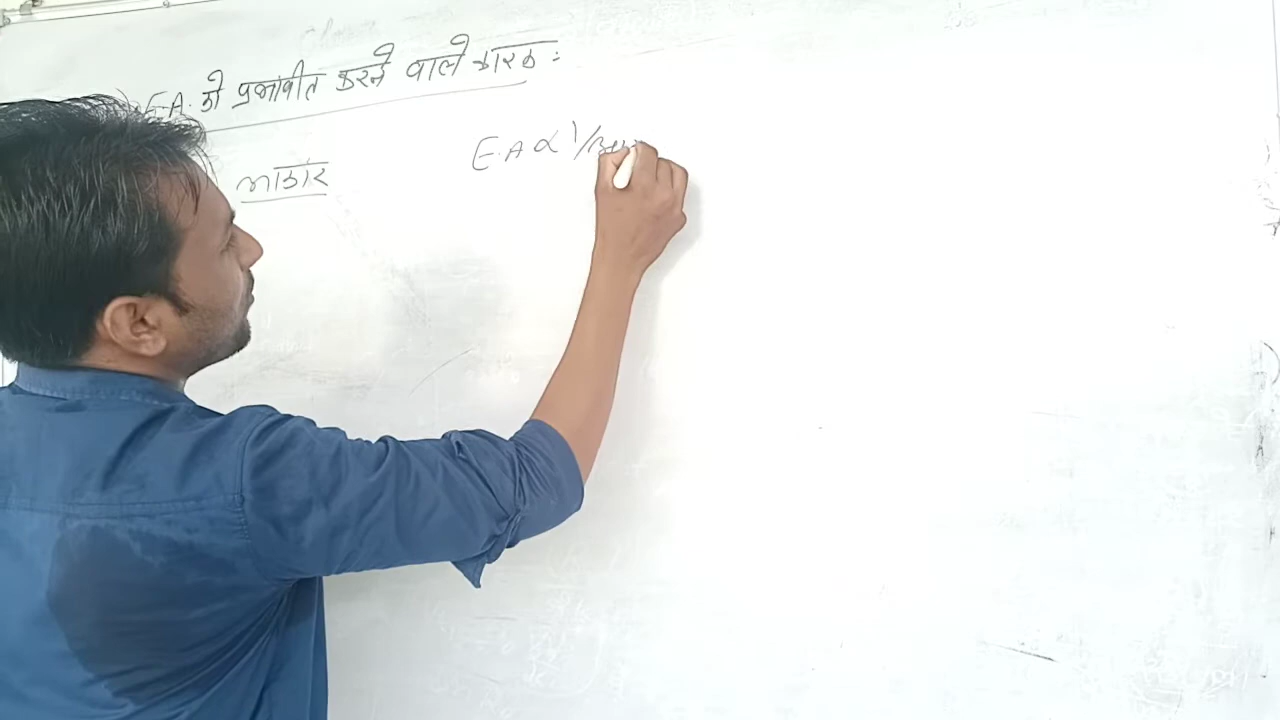 E.A. को प्रभावीत करने वाले कारक :
आकार
E.A ∝ 1/